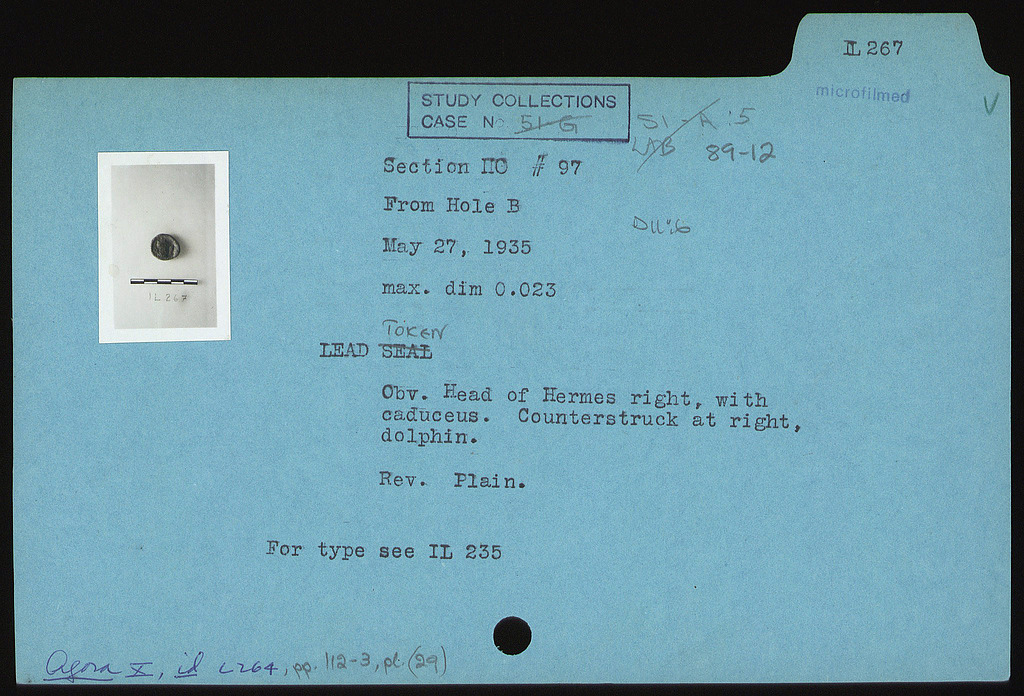 IL 267
microfilmed
V
STUDY COLLECTIONS
CASE No 51-G
51-A:5
LAB 89-12
Section ΠΟ # 97
From Hole B
D11:6
May 27, 1935
max. dim 0.023
IL 267
TOKEN
LEAD SEAL
Obv. Head of Hermes right, with
caduceus. Counterstruck at right,
dolphin.
Rev. Plain.
For type see IL 235
Agora X, id L264, pp. 112-3, pl. (29)